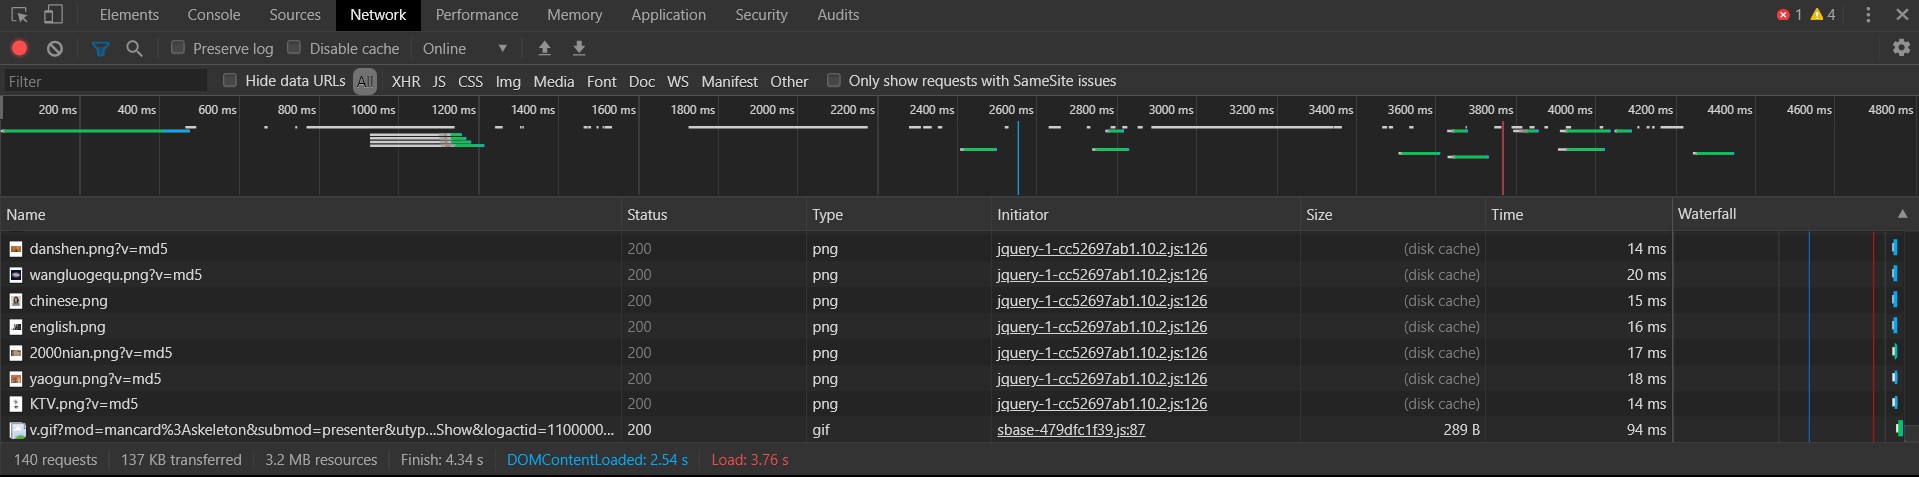 Elements Console Sources Network Performance Memory Application Security Audits 1 4
Preserve log Disable cache Online
Filter Hide data URLs All XHR JS CSS Img Media Font Doc WS Manifest Other Only show requests with SameSite issues
200 ms 400 ms 600 ms 800 ms 1000 ms 1200 ms 1400 ms 1600 ms 1800 ms 2000 ms 2200 ms 2400 ms 2600 ms 2800 ms 3000 ms 3200 ms 3400 ms 3600 ms 3800 ms 4000 ms 4200 ms 4400 ms 4600 ms 4800 ms
Name Status Type Initiator Size Time Waterfall
danshen.png?v=md5 200 png jquery-1-cc52697ab1.10.2.js:126 (disk cache) 14 ms
wangluogequ.png?v=md5 200 png jquery-1-cc52697ab1.10.2.js:126 (disk cache) 20 ms
chinese.png 200 png jquery-1-cc52697ab1.10.2.js:126 (disk cache) 15 ms
english.png 200 png jquery-1-cc52697ab1.10.2.js:126 (disk cache) 16 ms
2000nian.png?v=md5 200 png jquery-1-cc52697ab1.10.2.js:126 (disk cache) 17 ms
yaogun.png?v=md5 200 png jquery-1-cc52697ab1.10.2.js:126 (disk cache) 18 ms
KTV.png?v=md5 200 png jquery-1-cc52697ab1.10.2.js:126 (disk cache) 14 ms
v.gif?mod=mancard%3Askeleton&submod=presenter&utyp...Show&logactid=1100000... 200 gif sbase-479dfc1f39.js:87 289 B 94 ms
140 requests 137 KB transferred 3.2 MB resources Finish: 4.34 s DOMContentLoaded: 2.54 s Load: 3.76 s